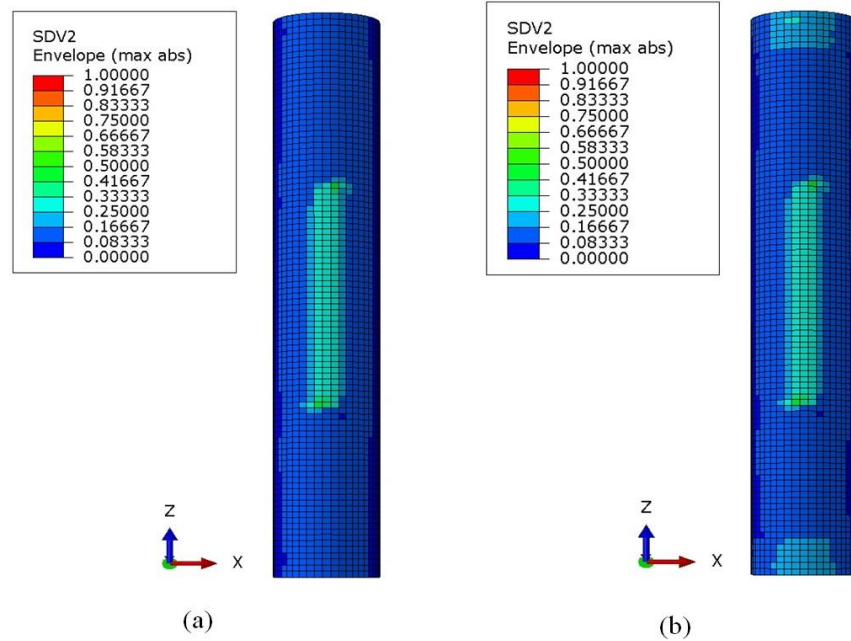 SDV2
Envelope (max abs)
1.00000
0.91667
0.83333
0.75000
0.66667
0.58333
0.50000
0.41667
0.33333
0.25000
0.16667
0.08333
0.00000
Z
X
(a)
SDV2
Envelope (max abs)
1.00000
0.91667
0.83333
0.75000
0.66667
0.58333
0.50000
0.41667
0.33333
0.25000
0.16667
0.08333
0.00000
Z
X
(b)